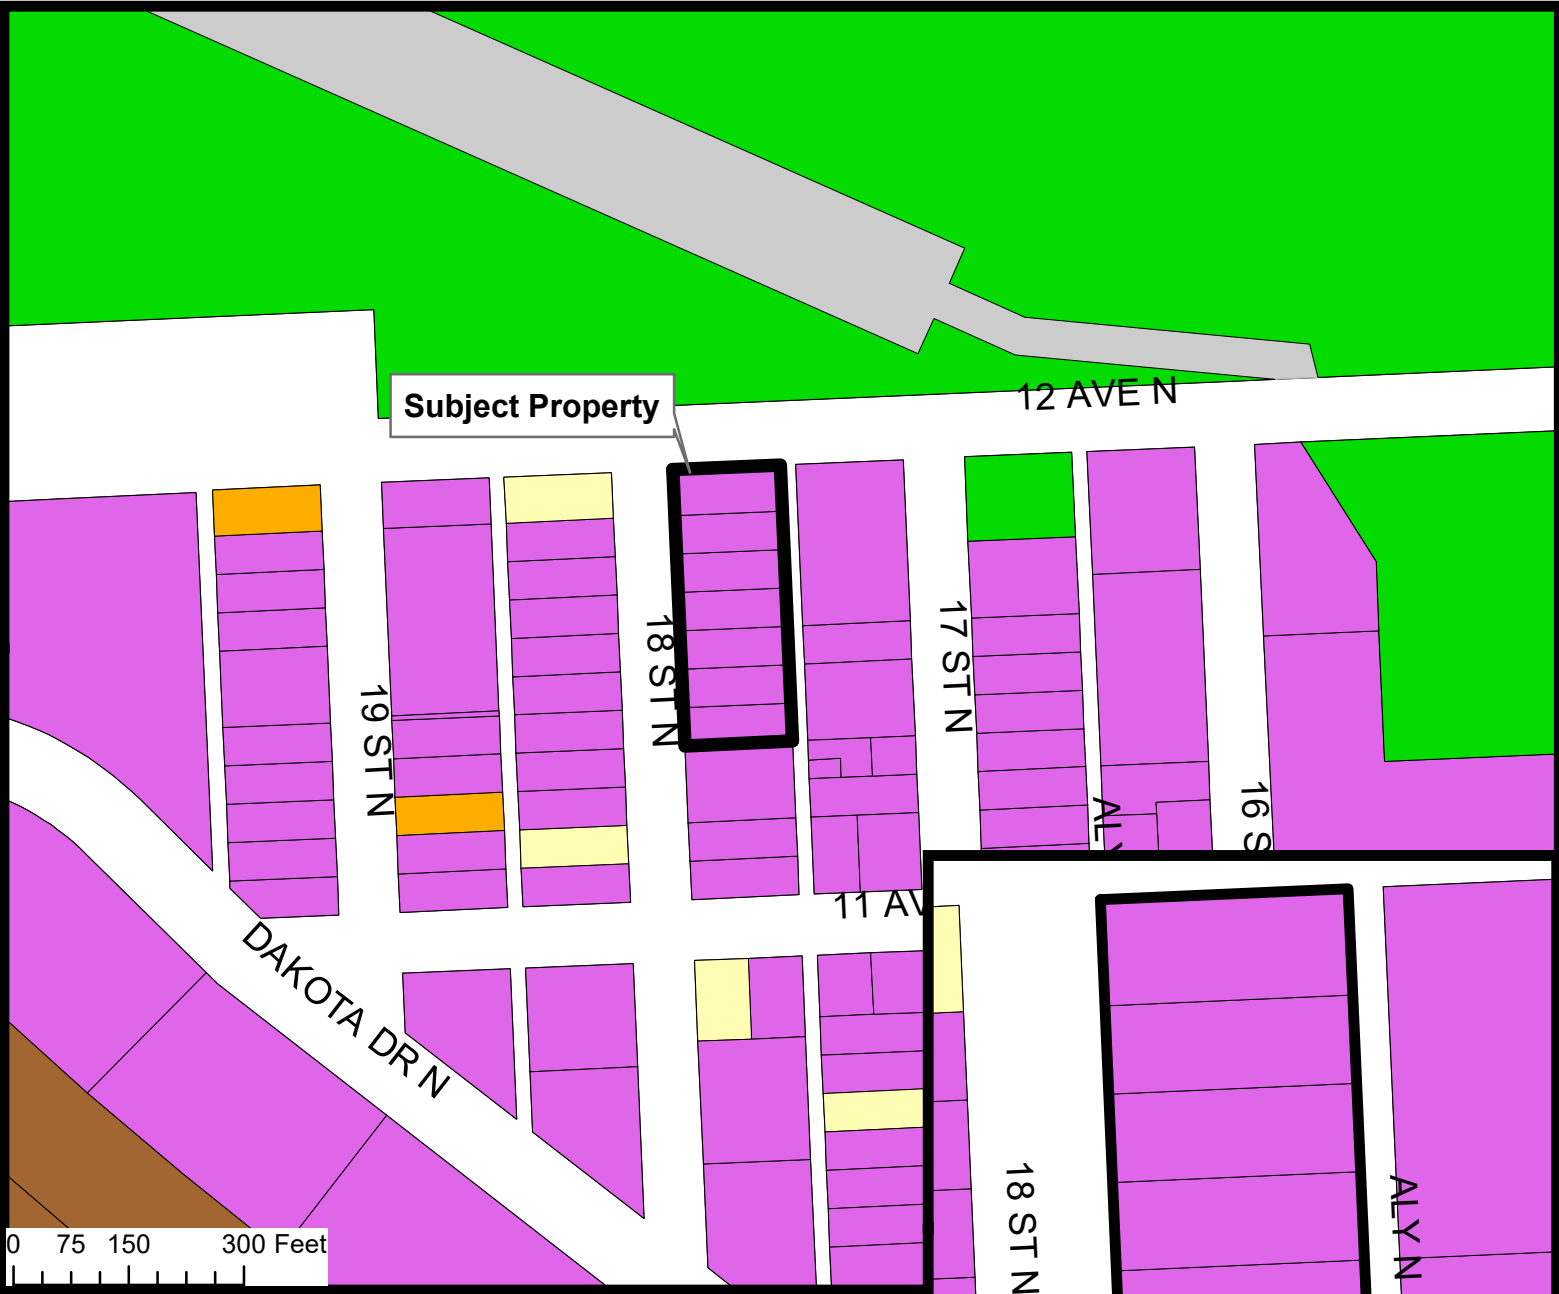 12 AVE N
Subject Property
18 ST N
17 ST N
19 ST N
ALY
16 S
11 AV
DAKOTA DR N
18 ST N
ALY N
0 75 150 300 Feet